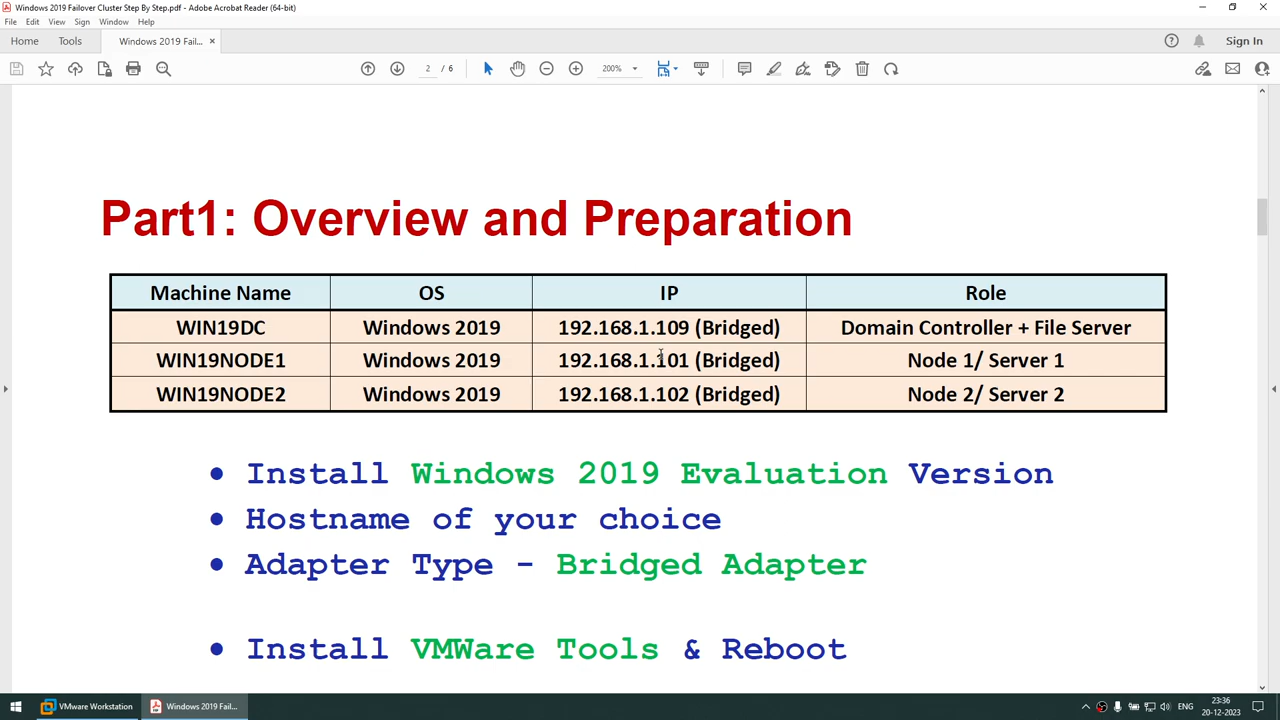 Windows 2019 Failover Cluster Step By Step.pdf - Adobe Acrobat Reader (64-bit)
File Edit View Sign Window Help
Home Tools Windows 2019 Fail... × Sign In
2 / 6 200%
Part1: Overview and Preparation
Machine Name OS IP Role
WIN19DC Windows 2019 192.168.1.109 (Bridged) Domain Controller + File Server
WIN19NODE1 Windows 2019 192.168.1.101 (Bridged) Node 1/ Server 1
WIN19NODE2 Windows 2019 192.168.1.102 (Bridged) Node 2/ Server 2
• Install Windows 2019 Evaluation Version
• Hostname of your choice
• Adapter Type - Bridged Adapter
• Install VMWare Tools & Reboot
VMware Workstation Windows 2019 Fail... ENG 23:36
20-12-2023